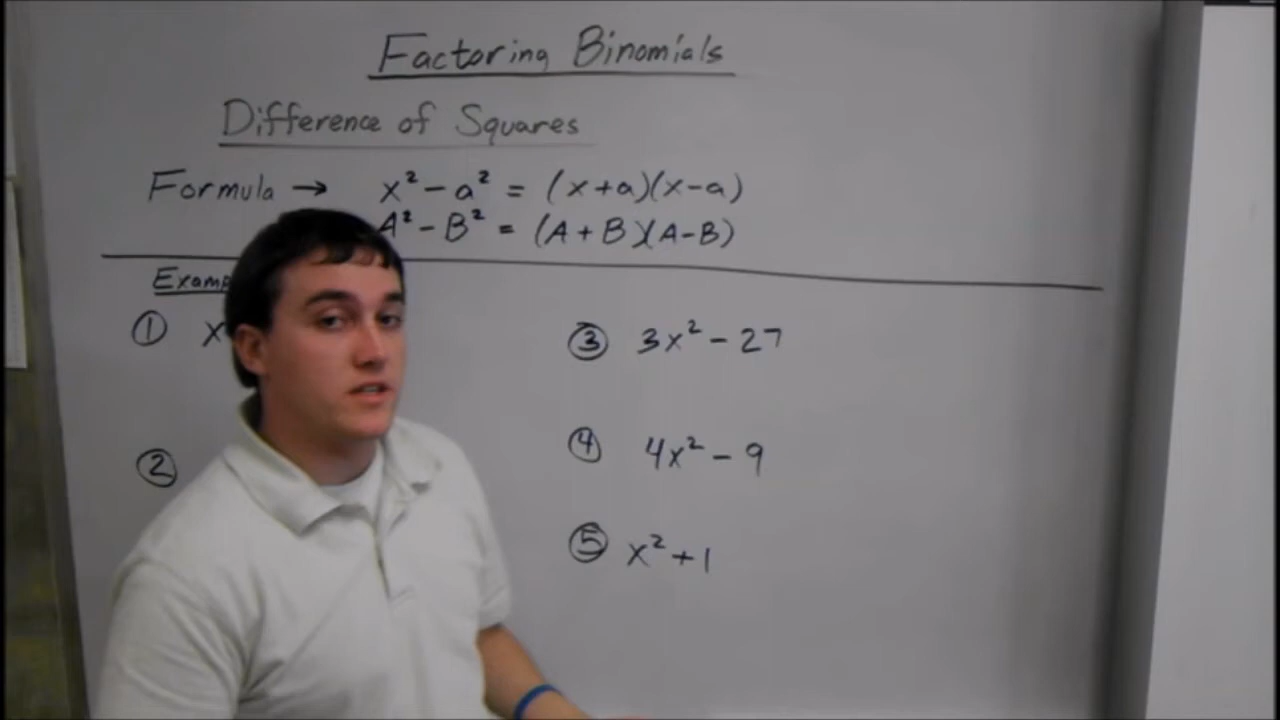 Factoring Binomials
Difference of Squares
Formula → x² - a² = (x+a)(x-a)
A² - B² = (A+B)(A-B)
① x
② 
③ 3x² - 27
④ 4x² - 9
⑤ x² + 1